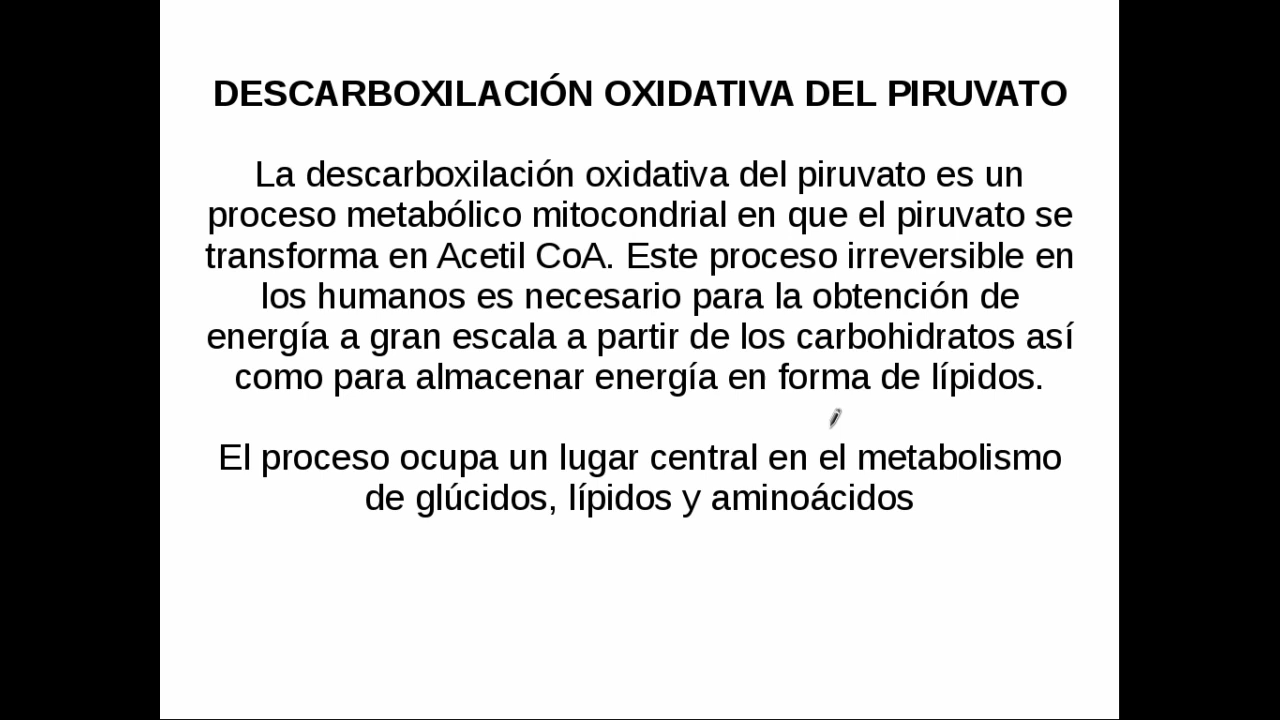 DESCARBOXILACIÓN OXIDATIVA DEL PIRUVATO
La descarboxilación oxidativa del piruvato es un
proceso metabólico mitocondrial en que el piruvato se
transforma en Acetil CoA. Este proceso irreversible en
los humanos es necesario para la obtención de
energía a gran escala a partir de los carbohidratos así
como para almacenar energía en forma de lípidos.
El proceso ocupa un lugar central en el metabolismo
de glúcidos, lípidos y aminoácidos